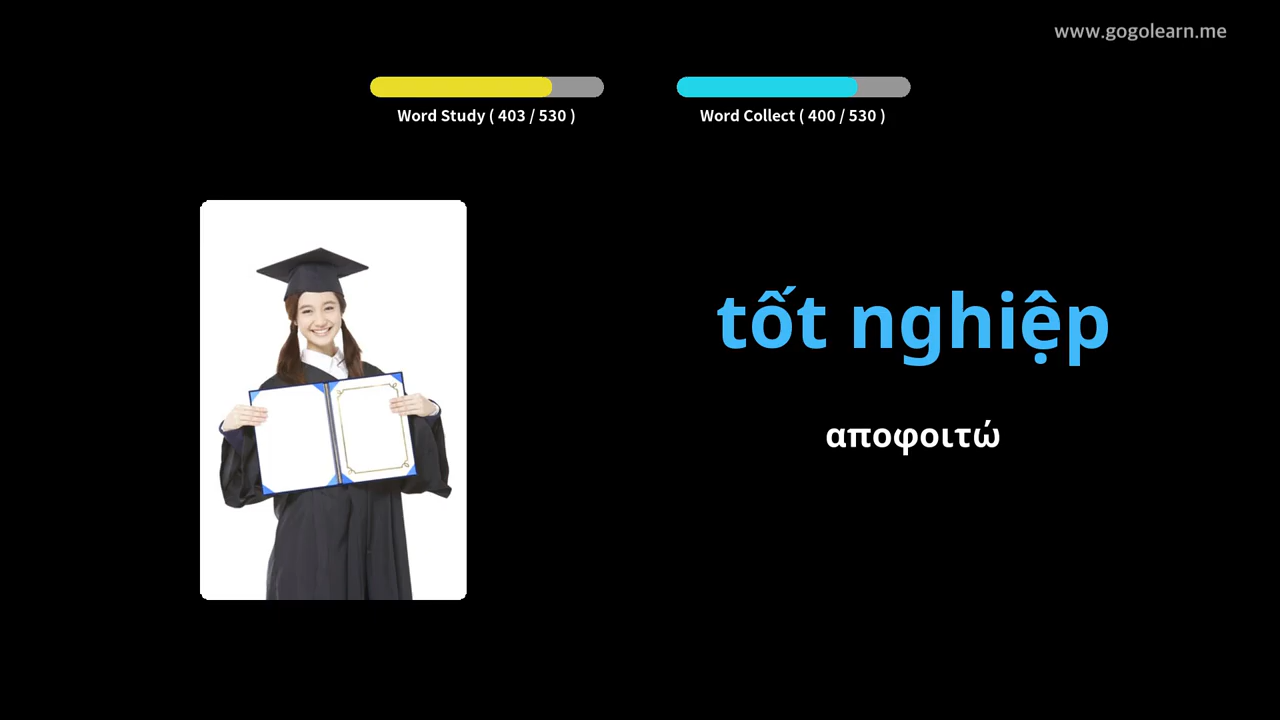 www.gogolearn.me
Word Study ( 403 / 530 )
Word Collect ( 400 / 530 )
tốt nghiệp
αποφοιτώ